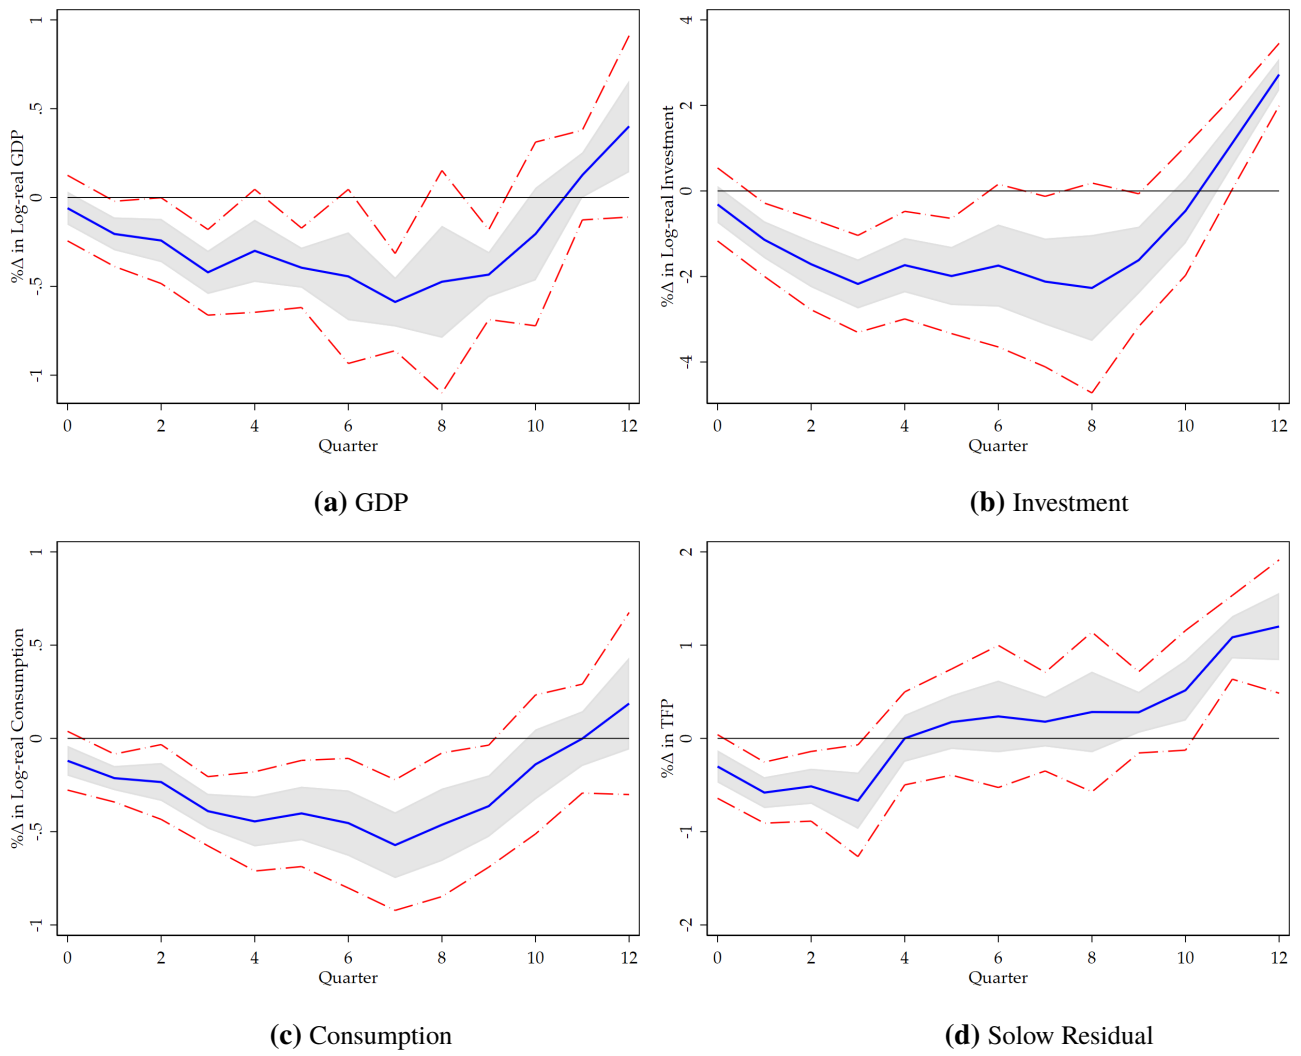 %Δ in Log-real GDP
1
.5
0
-.5
-1
0 2 4 6 8 10 12
Quarter
(a) GDP
%Δ in Log-real Investment
4
2
0
-2
-4
0 2 4 6 8 10 12
Quarter
(b) Investment
%Δ in Log-real Consumption
1
.5
0
-.5
-1
0 2 4 6 8 10 12
Quarter
(c) Consumption
%Δ in TFP
2
1
0
-1
-2
0 2 4 6 8 10 12
Quarter
(d) Solow Residual